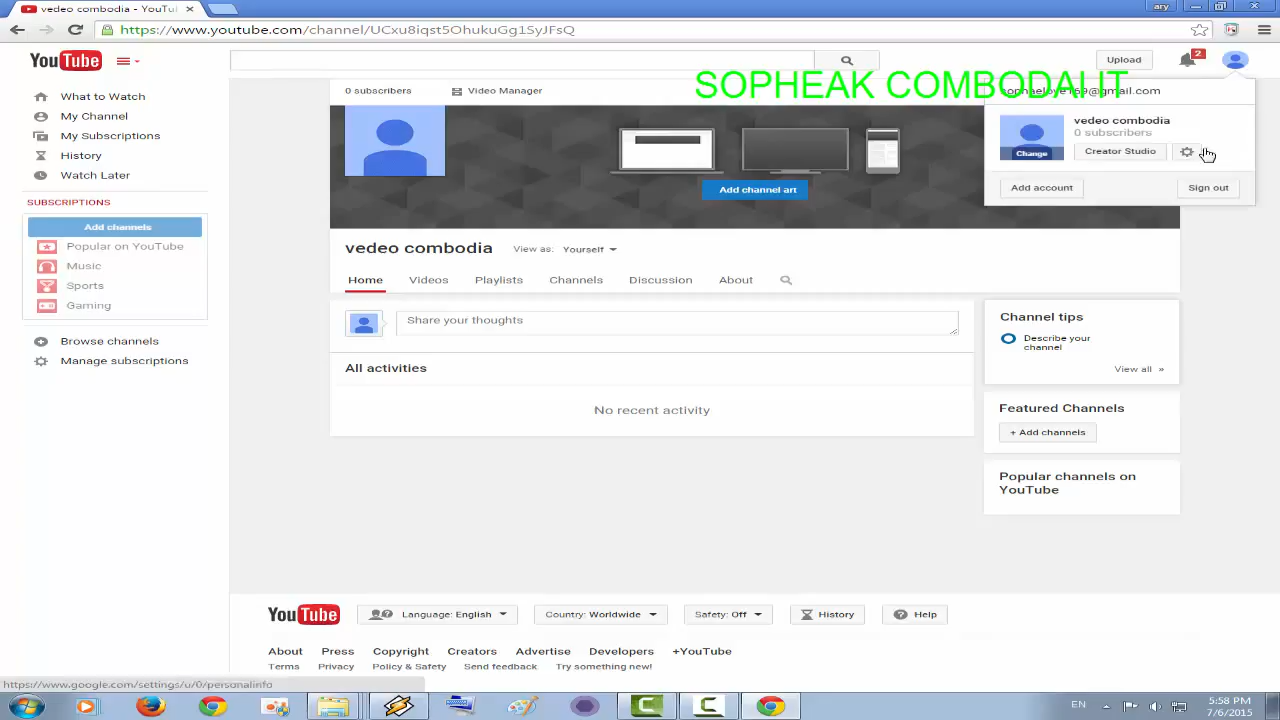 vedeo combodia - YouTu
ary
https://www.youtube.com/channel/UCxu8iqst5OhukuGg1SyJFsQ
YouTube
Upload
2
SOPHEAK COMBODAI IT
What to Watch
My Channel
My Subscriptions
History
Watch Later
SUBSCRIPTIONS
Add channels
Popular on YouTube
Music
Sports
Gaming
Browse channels
Manage subscriptions
0 subscribers
Video Manager
Add channel art
vedeo combodia
View as: Yourself
Home
Videos
Playlists
Channels
Discussion
About
Share your thoughts
All activities
No recent activity
vedeo combodia
0 subscribers
Change
Creator Studio
Add account
Sign out
Channel tips
Describe your
channel
View all »
Featured Channels
+ Add channels
Popular channels on
YouTube
YouTube
Language: English
Country: Worldwide
Safety: Off
History
Help
About
Press
Copyright
Creators
Advertise
Developers
+YouTube
Terms
Privacy
Policy & Safety
Send feedback
Try something new!
https://www.google.com/settings/u/0/personalinfo
EN
5:58 PM
7/6/2015